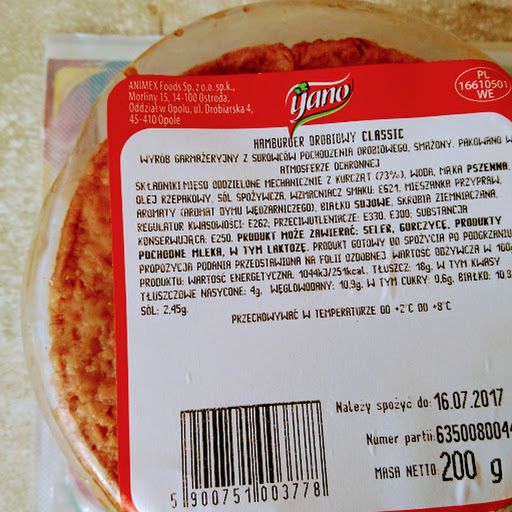 ANIMEX Foods Sp. z o.o. sp.k.,
Morliny 15, 14-100 Ostróda,
Oddział w Opolu, ul. Drobiarska 4,
45-410 Opole
Yano
PL
16610501
WE
HAMBURGER DROBIOWY CLASSIC
WYRÓB GARMAŻERYJNY Z SUROWCÓW POCHODZENIA DROBIOWEGO, SMAŻONY. PAKOWANO W
ATMOSFERZE OCHRONNEJ
SKŁADNIKI:MIĘSO ODDZIELONE MECHANICZNIE Z KURCZĄT (73%), WODA, MĄKA PSZENNA,
OLEJ RZEPAKOWY, SÓL SPOŻYWCZA, WZMACNIACZ SMAKU: E621, MIESZANKA PRZYPRAW,
AROMATY (AROMAT DYMU WĘDZARNICZEGO), BIAŁKO SOJOWE, SKROBIA ZIEMNIACZANA,
REGULATOR KWASOWOŚCI: E262; PRZECIWUTLENIACZE: E330, E300; SUBSTANCJA
KONSERWUJĄCA: E250. PRODUKT MOŻE ZAWIERAĆ: SELER, GORCZYCĘ, PRODUKTY
POCHODNE MLEKA, W TYM LAKTOZĘ. PRODUKT GOTOWY DO SPOŻYCIA PO PODGRZANIU
PROPOZYCJA PODANIA PRZEDSTAWIONA NA FOLII OZDOBNEJ. WARTOŚĆ ODŻYWCZA W 100g
PRODUKTU: WARTOŚĆ ENERGETYCZNA: 1044kJ/251kcal. TŁUSZCZ: 18g, W TYM KWASY
TŁUSZCZOWE NASYCONE: 4g, WĘGLOWODANY: 10,9g, W TYM CUKRY: 0,6g, BIAŁKO: 10,8
SÓL: 2,45g.
PRZECHOWYWAĆ W TEMPERATURZE OD +2°C DO +8°C
Należy spożyć do: 16.07.2017
Numer partii: 6350080044
MASA NETTO: 200 g
5 900751 003778